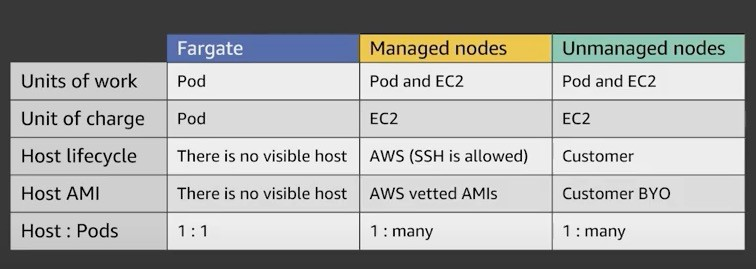 Fargate Managed nodes Unmanaged nodes
Units of work Pod Pod and EC2 Pod and EC2
Unit of charge Pod EC2 EC2
Host lifecycle There is no visible host AWS (SSH is allowed) Customer
Host AMI There is no visible host AWS vetted AMIs Customer BYO
Host : Pods 1 : 1 1 : many 1 : many